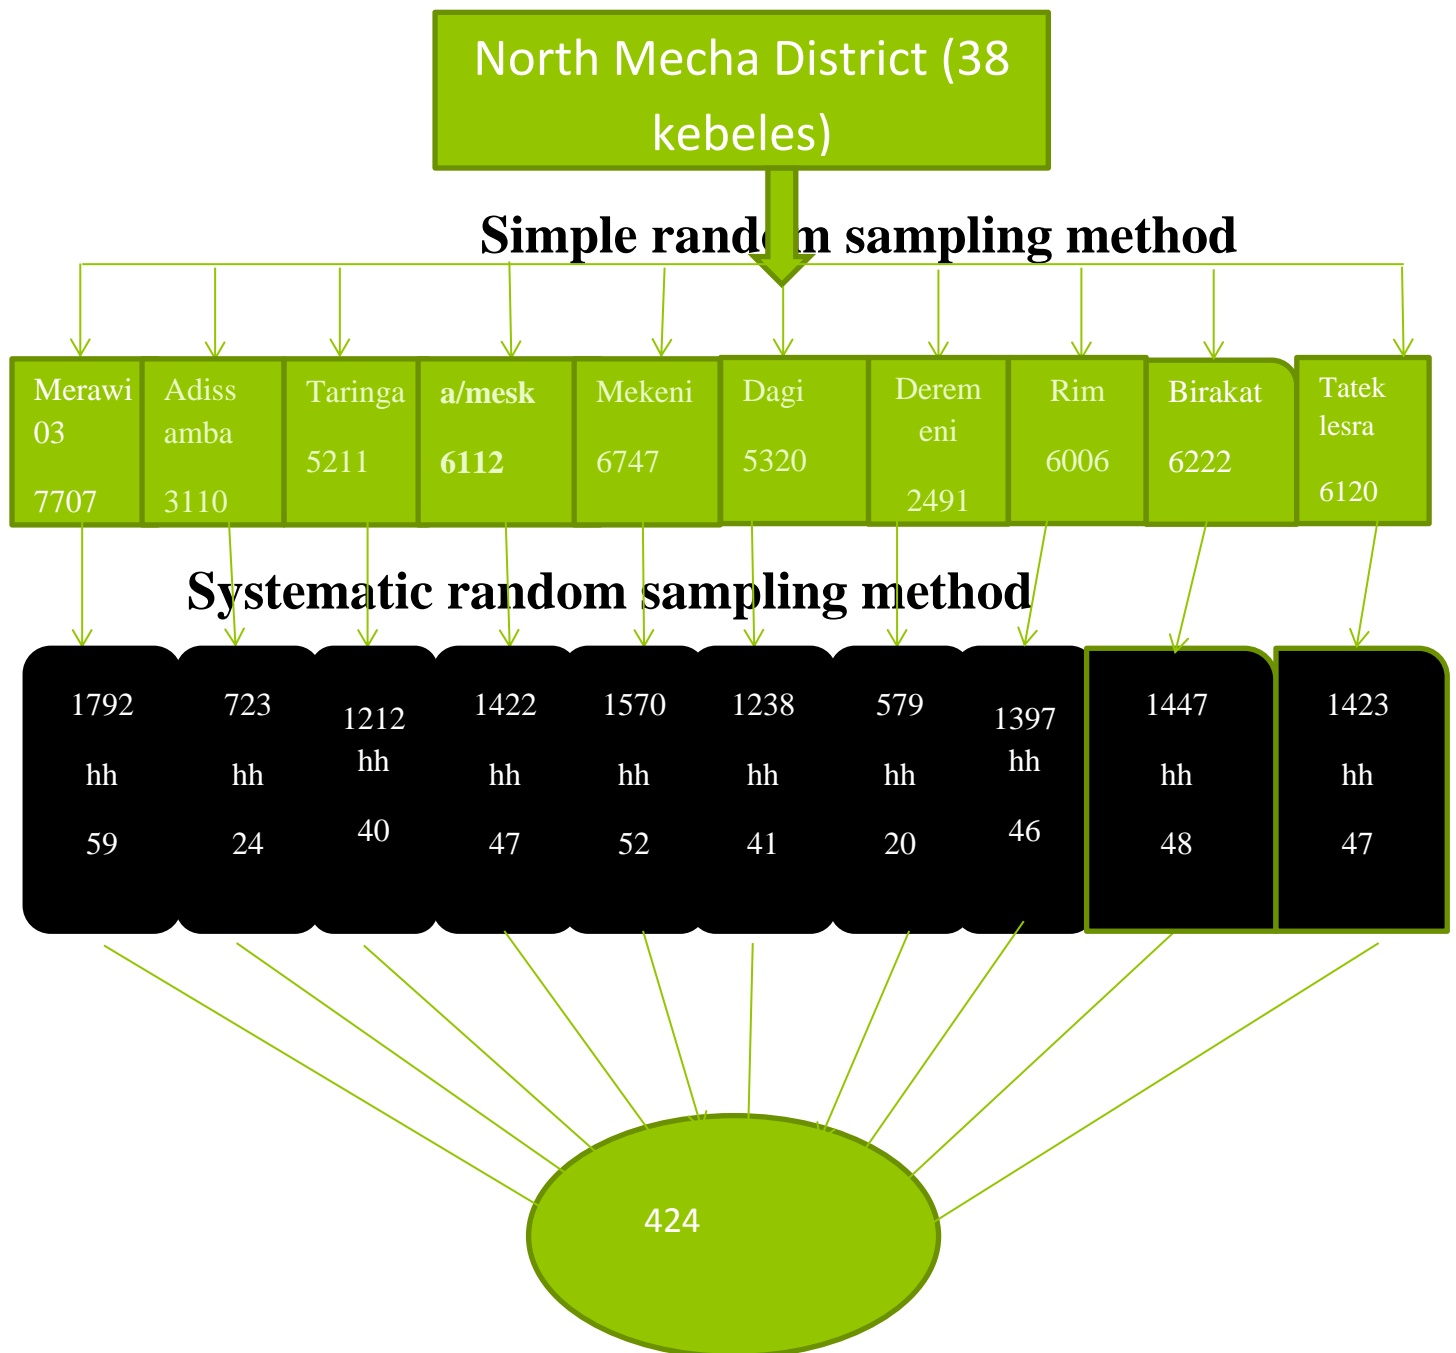 North Mecha District (38
kebeles)
Simple random sampling method
Merawi
03
7707
Adiss
amba
3110
Taringa
5211
a/mesk
6112
Mekeni
6747
Dagi
5320
Derem
eni
2491
Rim
6006
Birakat
6222
Tatek
lesra
6120
Systematic random sampling method
1792
hh
59
723
hh
24
1212
hh
40
1422
hh
47
1570
hh
52
1238
hh
41
579
hh
20
1397
hh
46
1447
hh
48
1423
hh
47
424